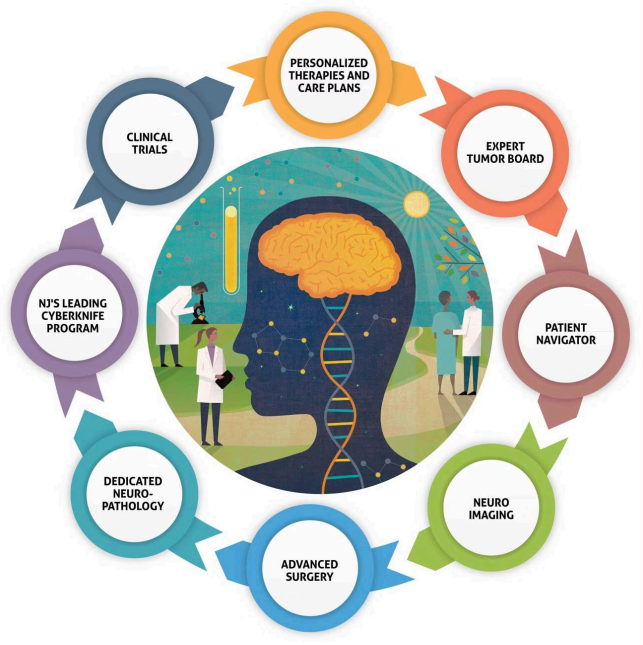 PERSONALIZED
THERAPIES AND
CARE PLANS
EXPERT
TUMOR BOARD
PATIENT
NAVIGATOR
NEURO
IMAGING
ADVANCED
SURGERY
DEDICATED
NEURO-
PATHOLOGY
NJ'S LEADING
CYBERKNIFE
PROGRAM
CLINICAL
TRIALS